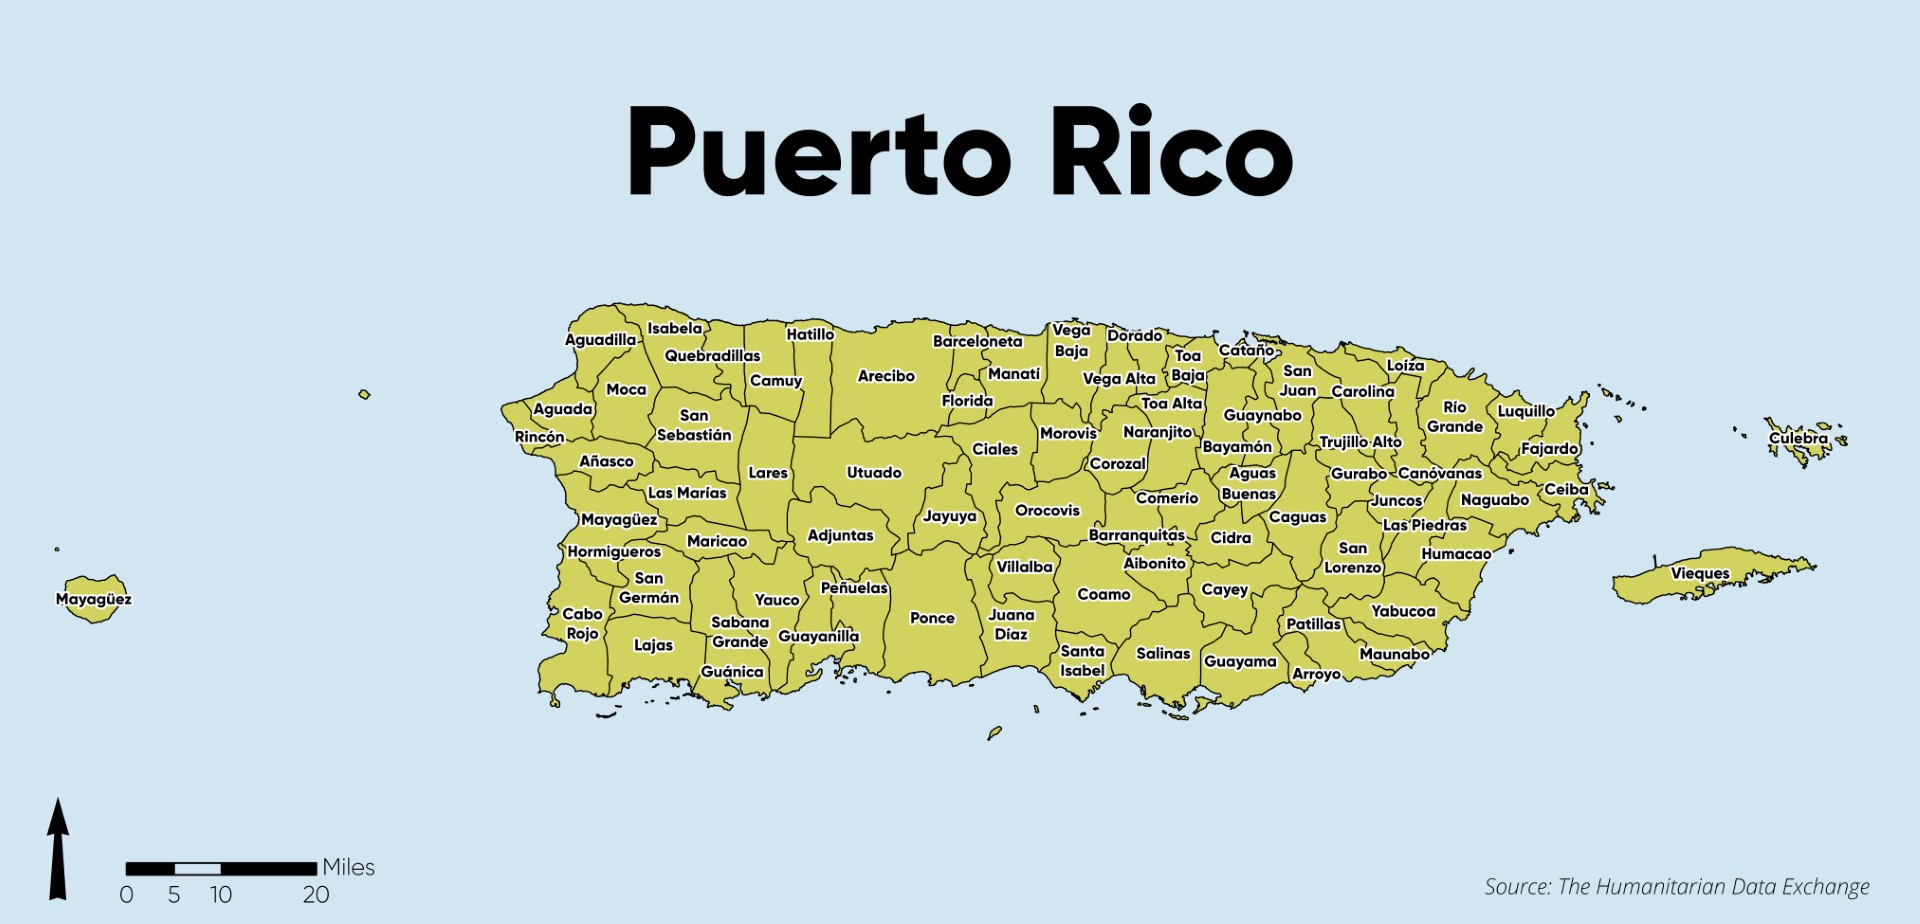 Puerto Rico
Aguadilla
Isabela
Quebradillas
Camuy
Hatillo
Arecibo
Barceloneta
Manatí
Florida
Vega
Baja
Dorado
Vega Alta
Toa
Baja
Toa Alta
Cataño
San
Juan
Guaynabo
Bayamón
Carolina
Loíza
Trujillo Alto
Río
Grande
Luquillo
Fajardo
Culebra
Moca
Aguada
Rincón
San
Sebastián
Añasco
Las Marías
Lares
Utuado
Ciales
Morovis
Corozal
Naranjito
Aguas
Buenas
Gurabo
Canóvanas
Ceiba
Naguabo
Juncos
Las Piedras
Humacao
Caguas
Comerío
Orocovis
Jayuya
Adjuntas
Mayagüez
Maricao
Hormigueros
San
Germán
Cabo
Rojo
Lajas
Sabana
Grande
Guánica
Yauco
Guayanilla
Peñuelas
Ponce
Villalba
Juana
Díaz
Coamo
Santa
Isabel
Barranquitas
Aibonito
Cidra
Cayey
Salinas
Guayama
Arroyo
Patillas
Maunabo
Yabucoa
San
Lorenzo
Vieques
Mayagüez
Miles
0 5 10 20
Source: The Humanitarian Data Exchange